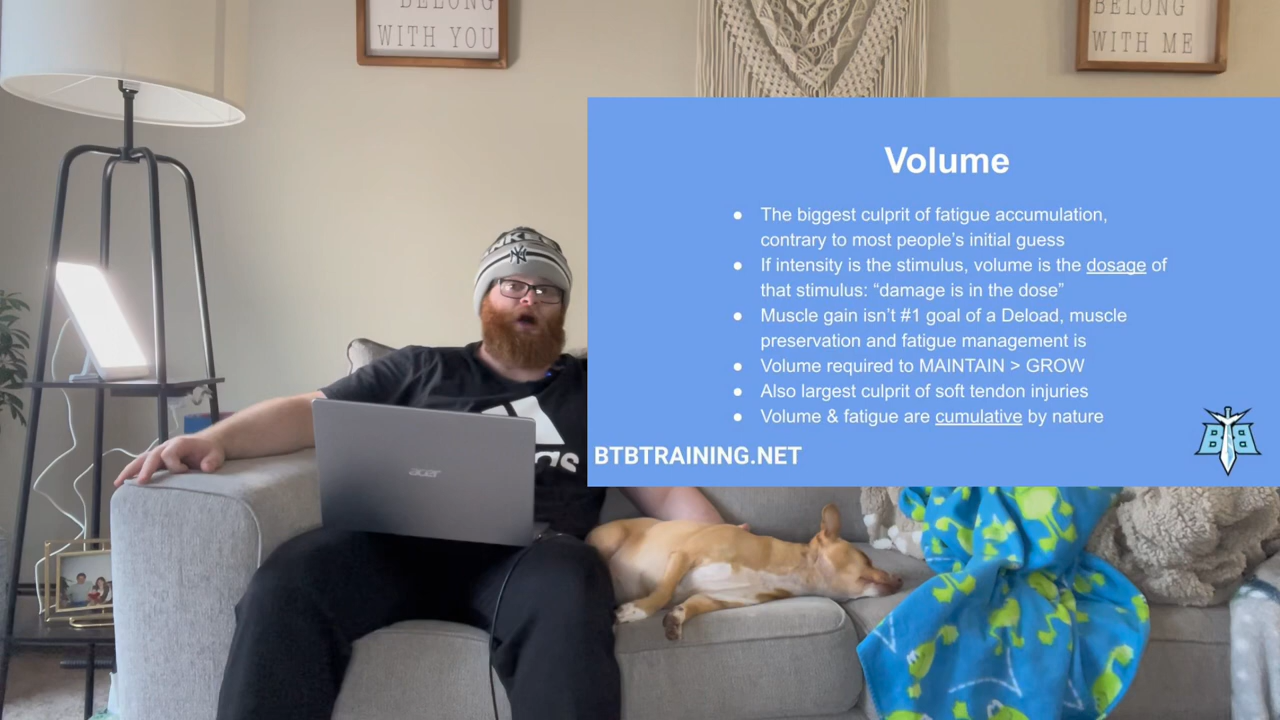 BELONG
WITH YOU
BELONG
WITH ME
Volume
● The biggest culprit of fatigue accumulation,
contrary to most people’s initial guess
● If intensity is the stimulus, volume is the dosage of
that stimulus: “damage is in the dose”
● Muscle gain isn’t #1 goal of a Deload, muscle
preservation and fatigue management is
● Volume required to MAINTAIN > GROW
● Also largest culprit of soft tendon injuries
● Volume & fatigue are cumulative by nature
BTBTRAINING.NET
BTB
NY
acer